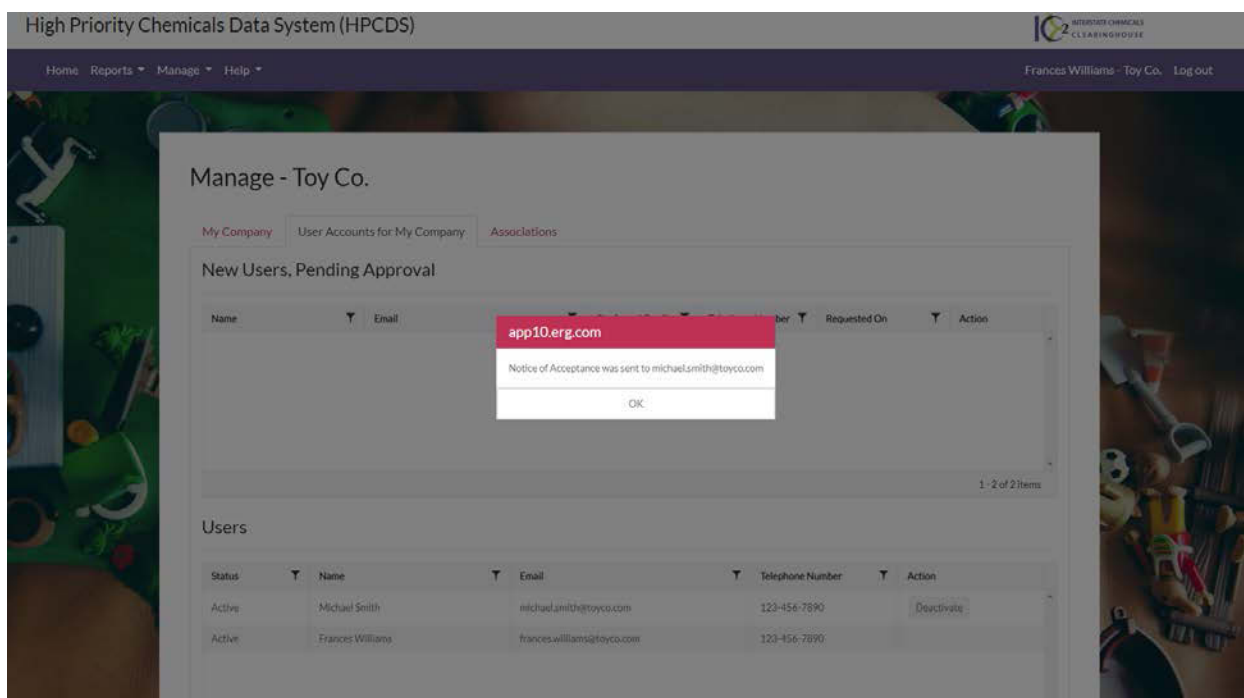 High Priority Chemicals Data System (HPCDS)
INTERSTATE CHEMICALS
IC2 CLEARINGHOUSE
Home Reports Manage Help Frances Williams - Toy Co. Log out
Manage - Toy Co.
My Company User Accounts for My Company Associations
New Users, Pending Approval
Name Email Requested On Action
app10.erg.com
Notice of Acceptance was sent to michael.smith@toyco.com
OK
1 - 2 of 2 items
Users
Status Name Email Telephone Number Action
Active Michael Smith michael.smith@toyco.com 123-456-7890 Deactivate
Active Frances Williams frances.williams@toyco.com 123-456-7890